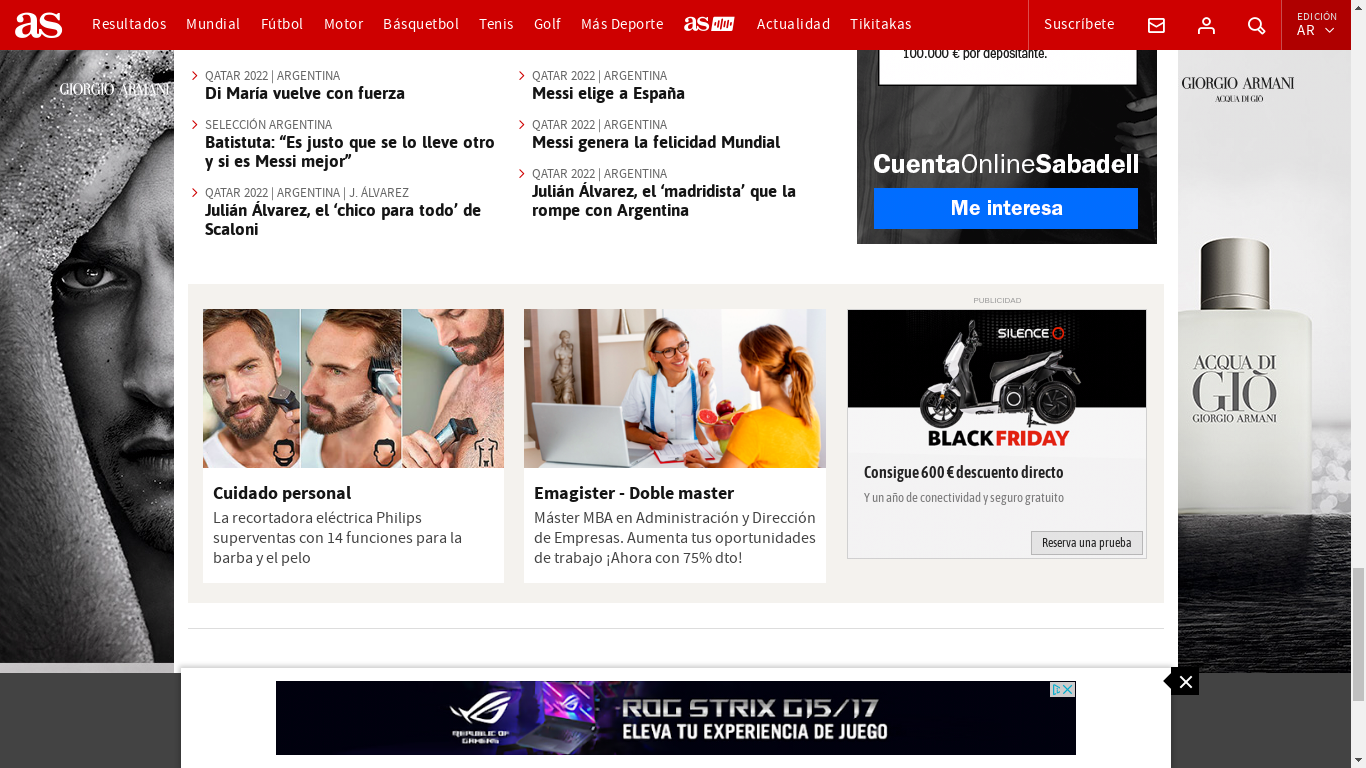 as
Resultados
Mundial
Fútbol
Motor
Básquetbol
Tenis
Golf
Más Deporte
as
Actualidad
Tikitakas
Suscríbete
EDICIÓN
AR
GIORGIO ARMANI
QATAR 2022 | ARGENTINA
Di María vuelve con fuerza
SELECCIÓN ARGENTINA
Batistuta: “Es justo que se lo lleve otro
y si es Messi mejor”
QATAR 2022 | ARGENTINA | J. ÁLVAREZ
Julián Álvarez, el ‘chico para todo’ de
Scaloni
QATAR 2022 | ARGENTINA
Messi elige a España
QATAR 2022 | ARGENTINA
Messi genera la felicidad Mundial
QATAR 2022 | ARGENTINA
Julián Álvarez, el ‘madridista’ que la
rompe con Argentina
100.000 € por depositante.
CuentaOnlineSabadell
Me interesa
GIORGIO ARMANI
ACQUA DI GIÒ
ACQUA DI
GIÒ
GIORGIO ARMANI
Cuidado personal
La recortadora eléctrica Philips
superventas con 14 funciones para la
barba y el pelo
Emagister - Doble master
Máster MBA en Administración y Dirección
de Empresas. Aumenta tus oportunidades
de trabajo ¡Ahora con 75% dto!
PUBLICIDAD
SILENCE
BLACK FRIDAY
Consigue 600 € descuento directo
Y un año de conectividad y seguro gratuito
Reserva una prueba
REPUBLIC OF
GAMERS
ROG STRIX G15/17
ELEVA TU EXPERIENCIA DE JUEGO